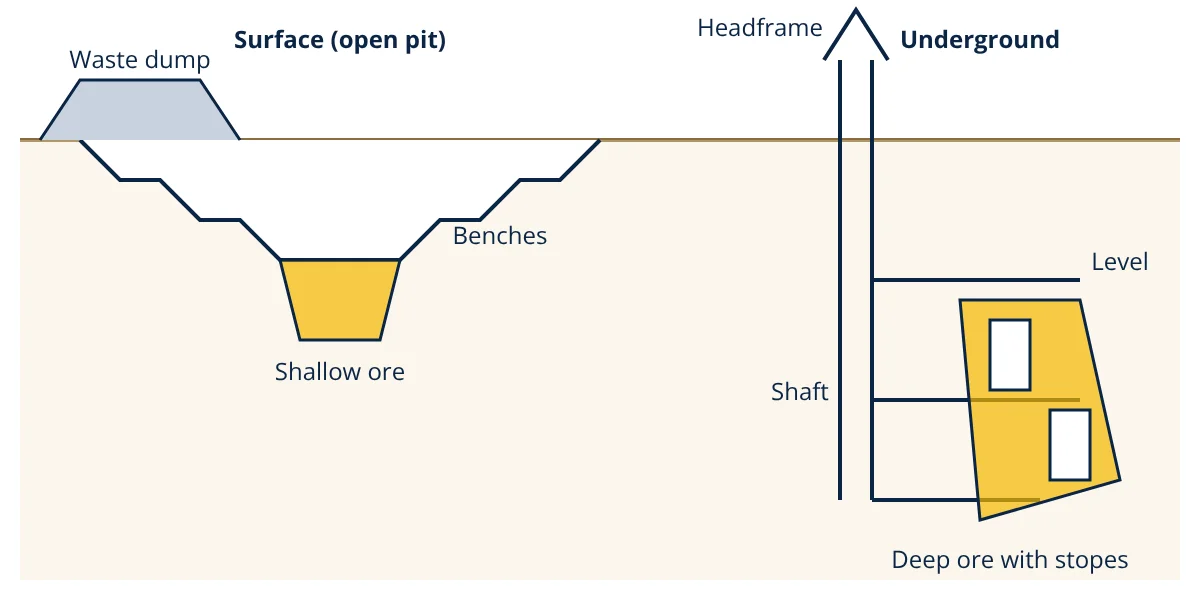 Surface (open pit)
Waste dump
Benches
Shallow ore
Headframe
Underground
Level
Shaft
Deep ore with stopes